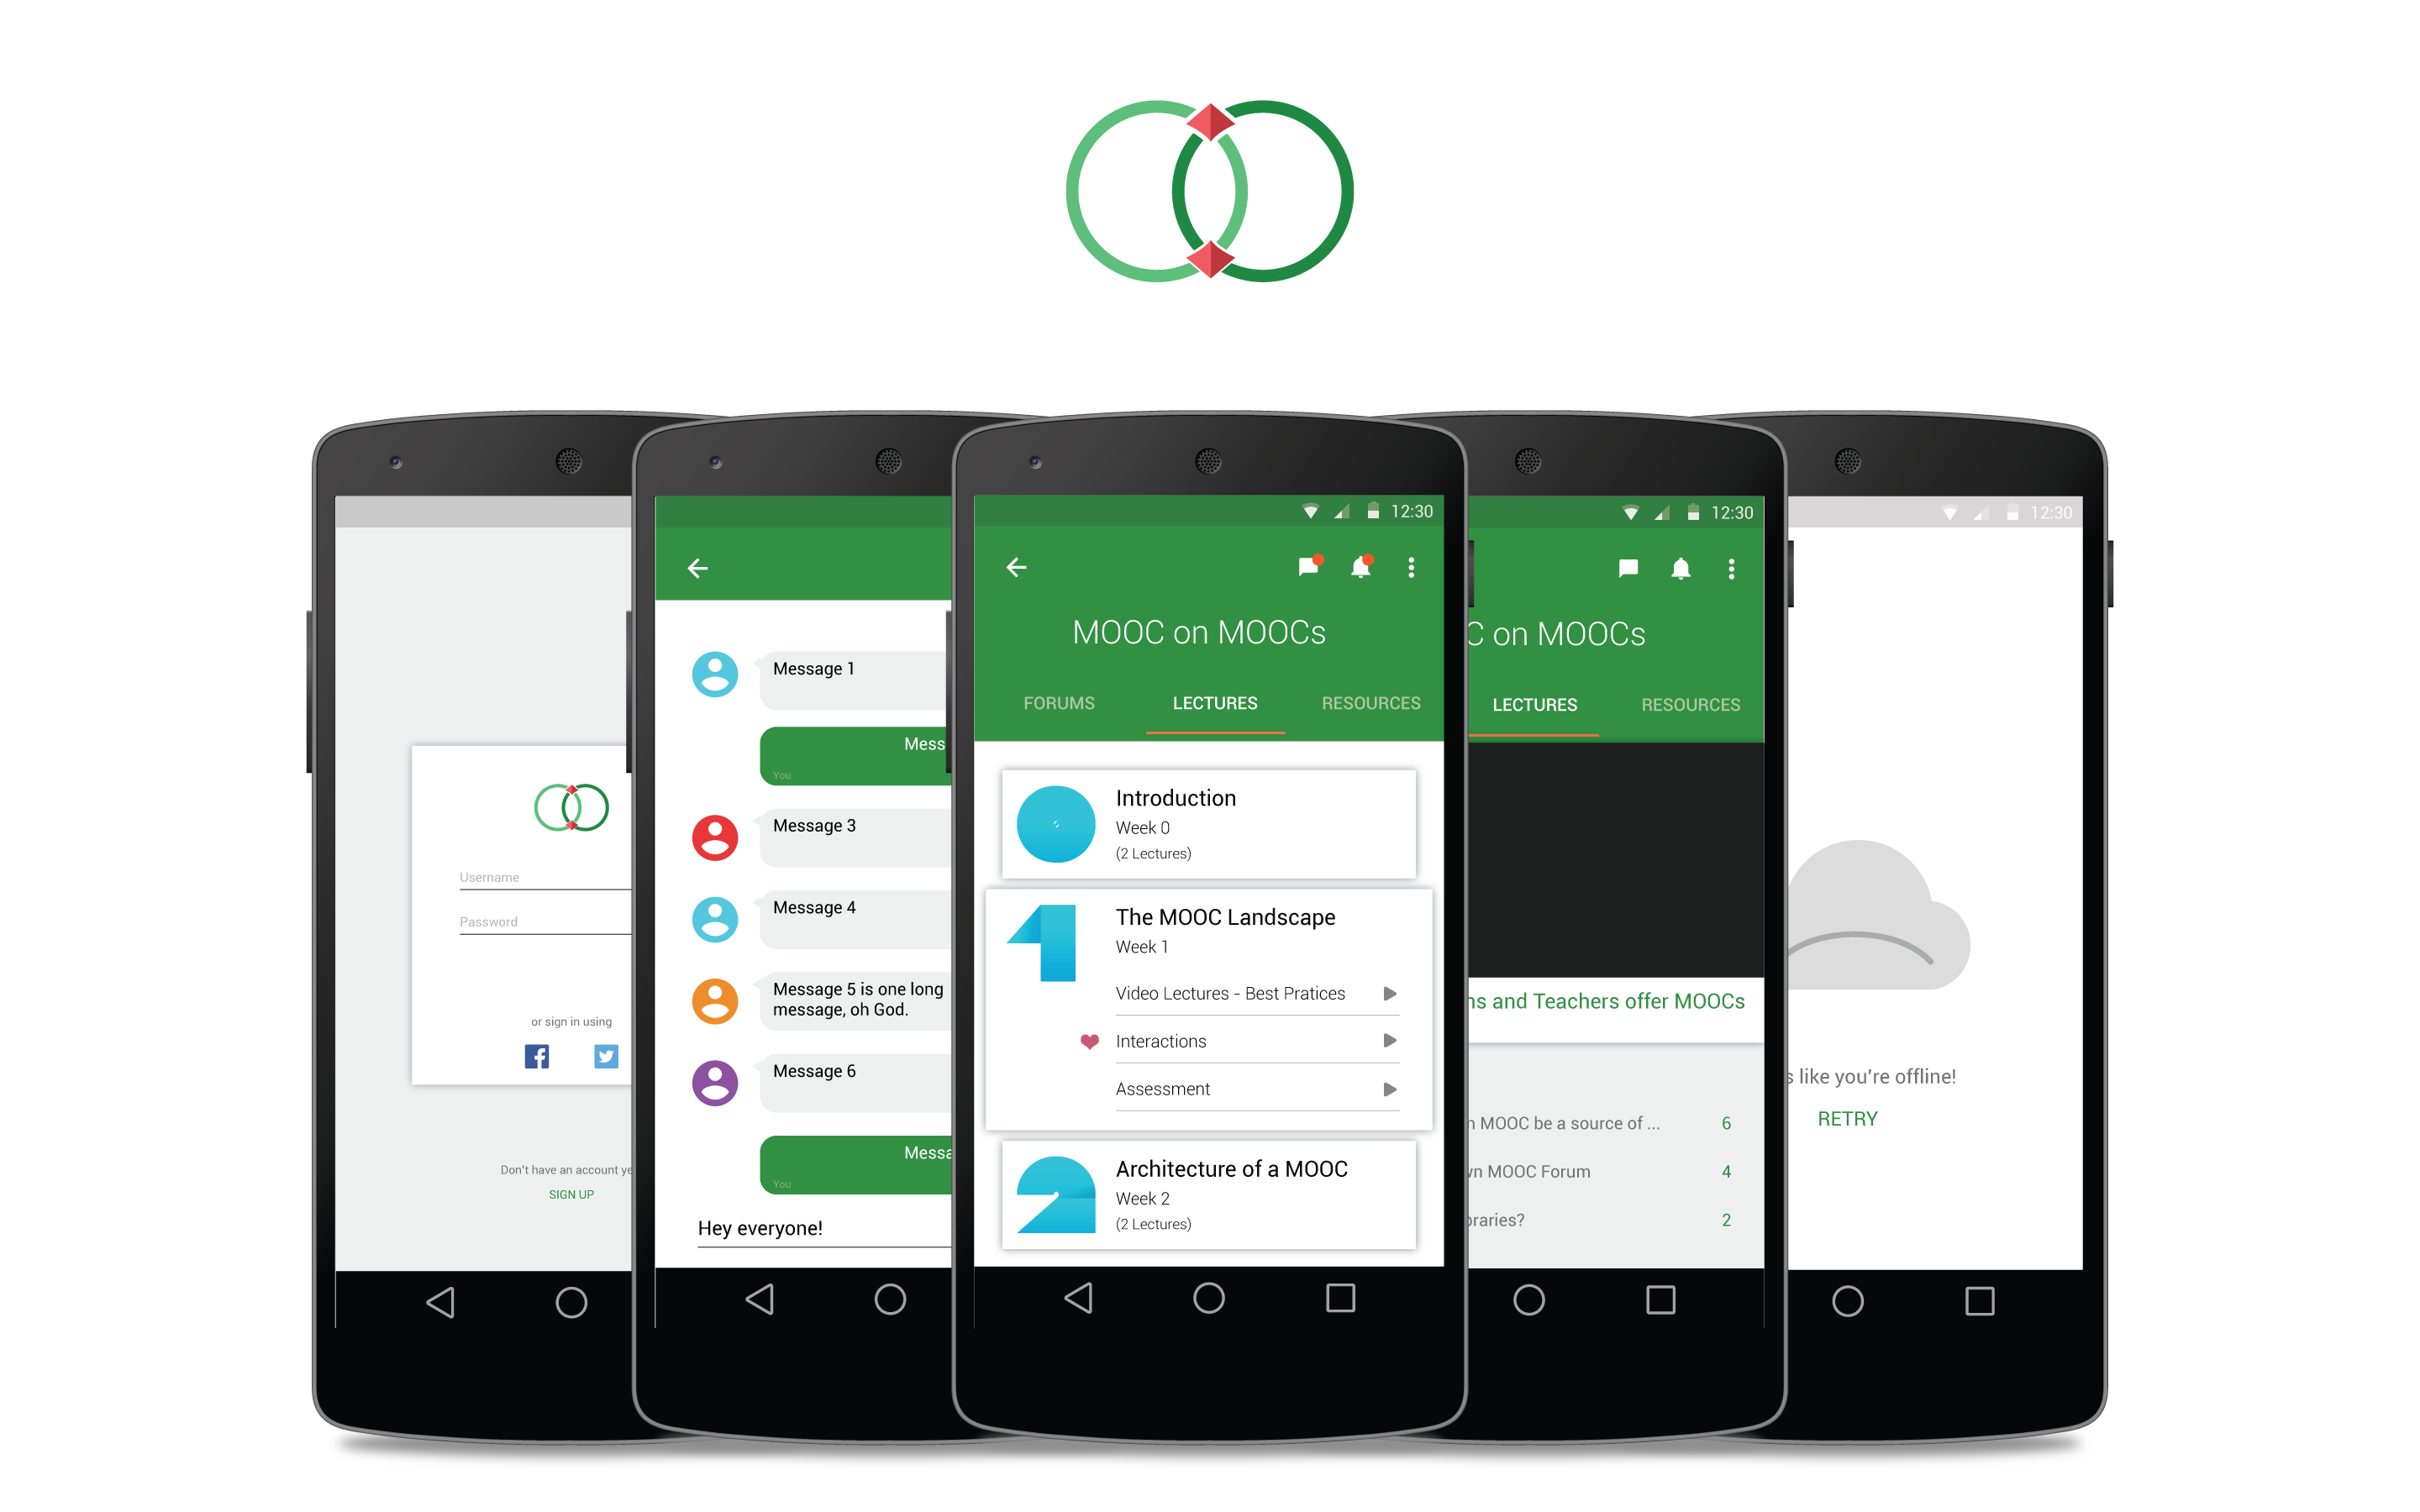 Username
Password
or sign in using
Don't have an account ye
SIGN UP
Message 1
Mess
You
Message 3
Message 4
Message 5 is one long
message, oh God.
Message 6
Messa
You
Hey everyone!
12:30
MOOC on MOOCs
FORUMS LECTURES RESOURCES
Introduction
Week 0
(2 Lectures)
1
The MOOC Landscape
Week 1
Video Lectures - Best Pratices
Interactions
Assessment
2
Architecture of a MOOC
Week 2
(2 Lectures)
12:30
C on MOOCs
LECTURES RESOURCES
ns and Teachers offer MOOCs
n MOOC be a source of ... 6
vn MOOC Forum 4
oraries? 2
12:30
s like you're offline!
RETRY